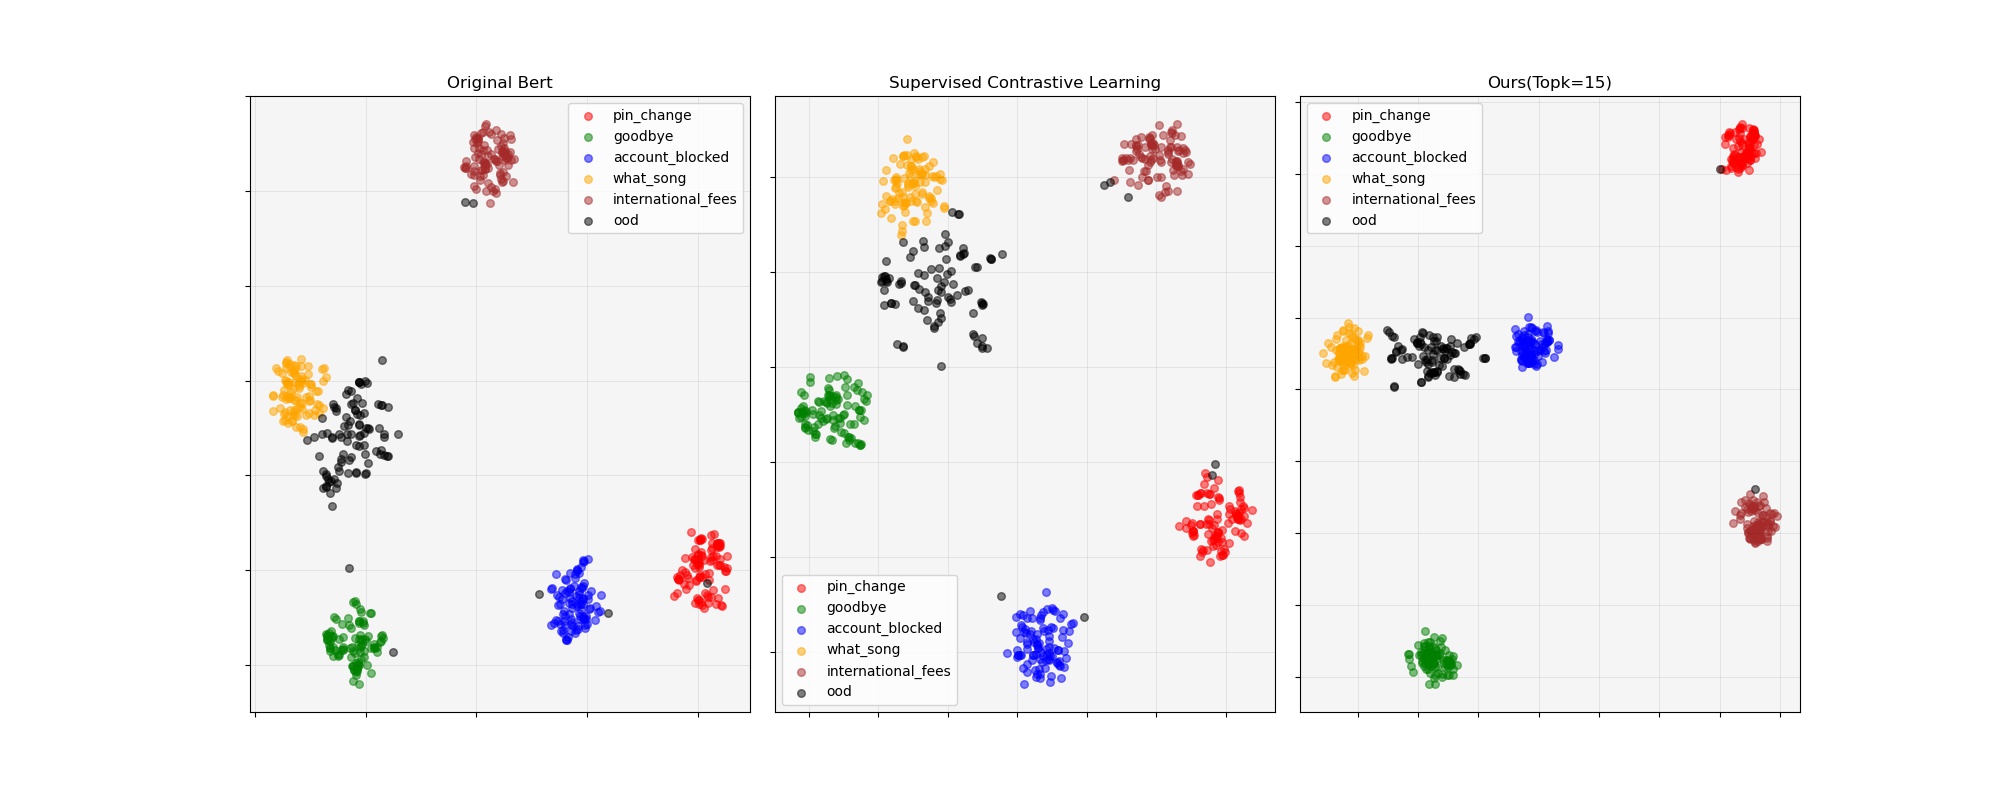 Original Bert
pin_change
goodbye
account_blocked
what_song
international_fees
ood
Supervised Contrastive Learning
pin_change
goodbye
account_blocked
what_song
international_fees
ood
Ours(Topk=15)
pin_change
goodbye
account_blocked
what_song
international_fees
ood